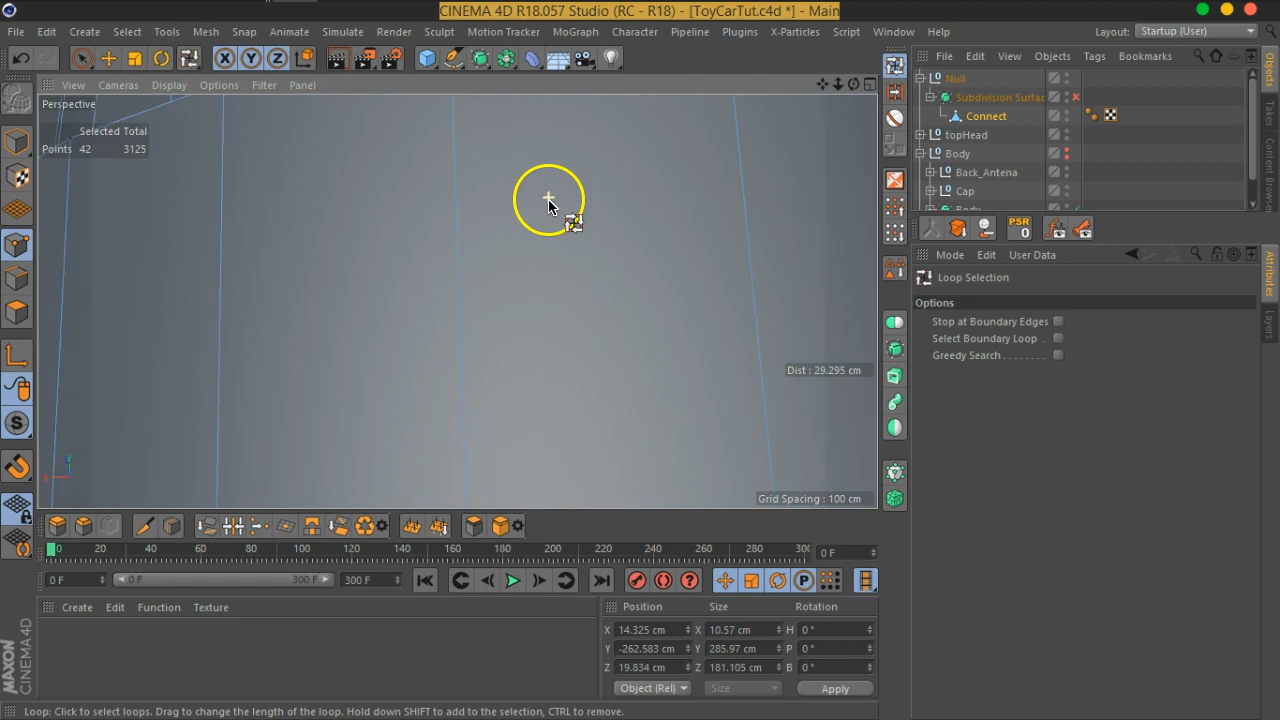 CINEMA 4D R18.057 Studio (RC - R18) - [ToyCarTut.c4d *] - Main
File Edit Create Select Tools Mesh Snap Animate Simulate Render Sculpt Motion Tracker MoGraph Character Pipeline Plugins X-Particles Script Window Help Layout: Startup (User)
X Y Z
File Edit View Objects Tags Bookmarks
View Cameras Display Options Filter Panel
Perspective
Selected Total
Points 42 3125
Null
Subdivision Surfac
Connect
topHead
Body
Back_Antena
Cap
Body
PSR
0
Mode Edit User Data
Loop Selection
Options
Stop at Boundary Edges
Select Boundary Loop .
Greedy Search . . . . . . . .
Objects
Takes
Content Browser
Attributes
Layers
Dist : 29.295 cm
Grid Spacing : 100 cm
Y
X
S
0 20 40 60 80 100 120 140 160 180 200 220 240 260 280 30
0 F
0 F 0 F 300 F 300 F
P
Create Edit Function Texture
Position Size Rotation
X 14.325 cm X 10.57 cm H 0 °
Y -262.583 cm Y 285.97 cm P 0 °
Z 19.834 cm Z 181.105 cm B 0 °
Object (Rel) Size Apply
MAXON
CINEMA 4D
Loop: Click to select loops. Drag to change the length of the loop. Hold down SHIFT to add to the selection, CTRL to remove.